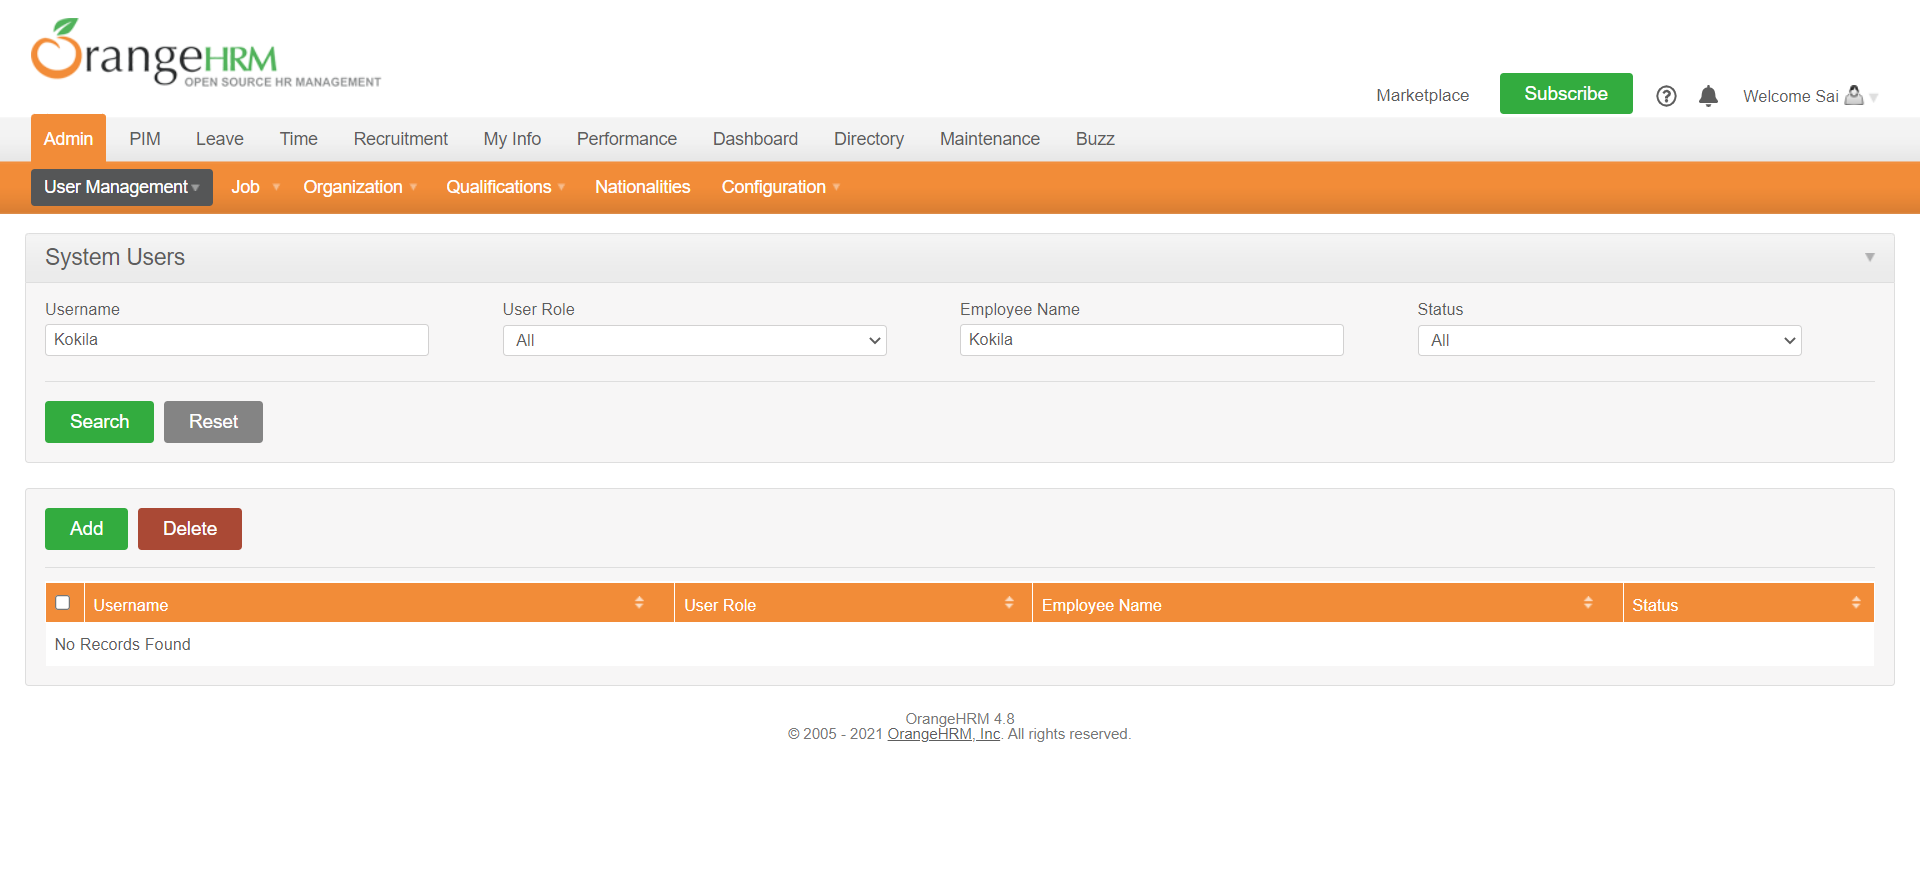 OrangeHRM
OPEN SOURCE HR MANAGEMENT
Marketplace Subscribe Welcome Sai
Admin PIM Leave Time Recruitment My Info Performance Dashboard Directory Maintenance Buzz
User Management Job Organization Qualifications Nationalities Configuration
System Users
Username User Role Employee Name Status
Kokila All Kokila All
Search Reset
Add Delete
Username User Role Employee Name Status
No Records Found
OrangeHRM 4.8
© 2005 - 2021 OrangeHRM, Inc. All rights reserved.